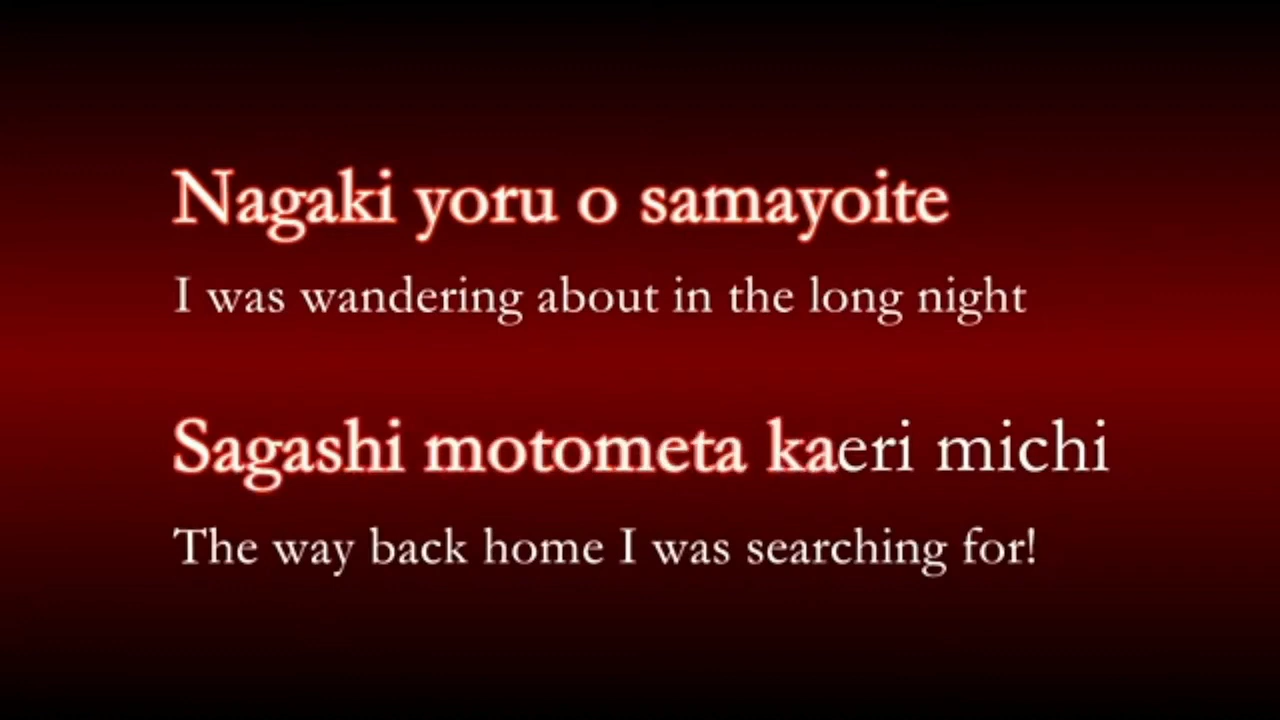 Nagaki yoru o samayoite
I was wandering about in the long night
Sagashi motometa kaeri michi
The way back home I was searching for!